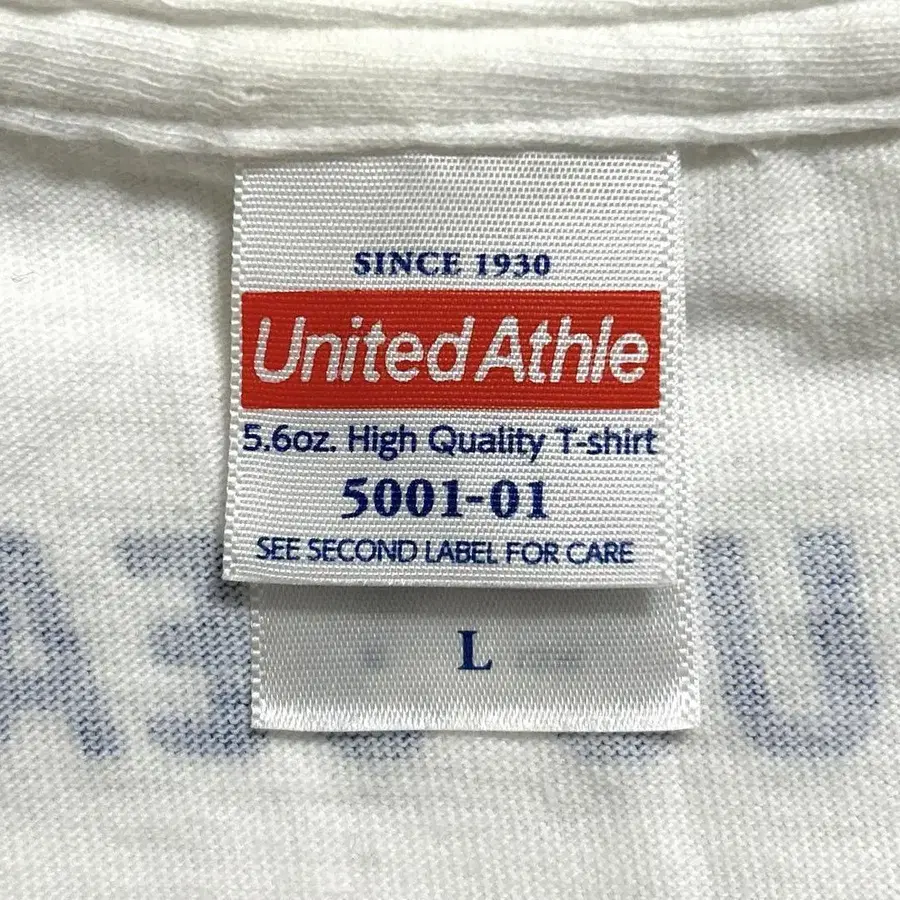 SINCE 1930
United Athle
5.6oz. High Quality T-shirt
5001-01
SEE SECOND LABEL FOR CARE
L